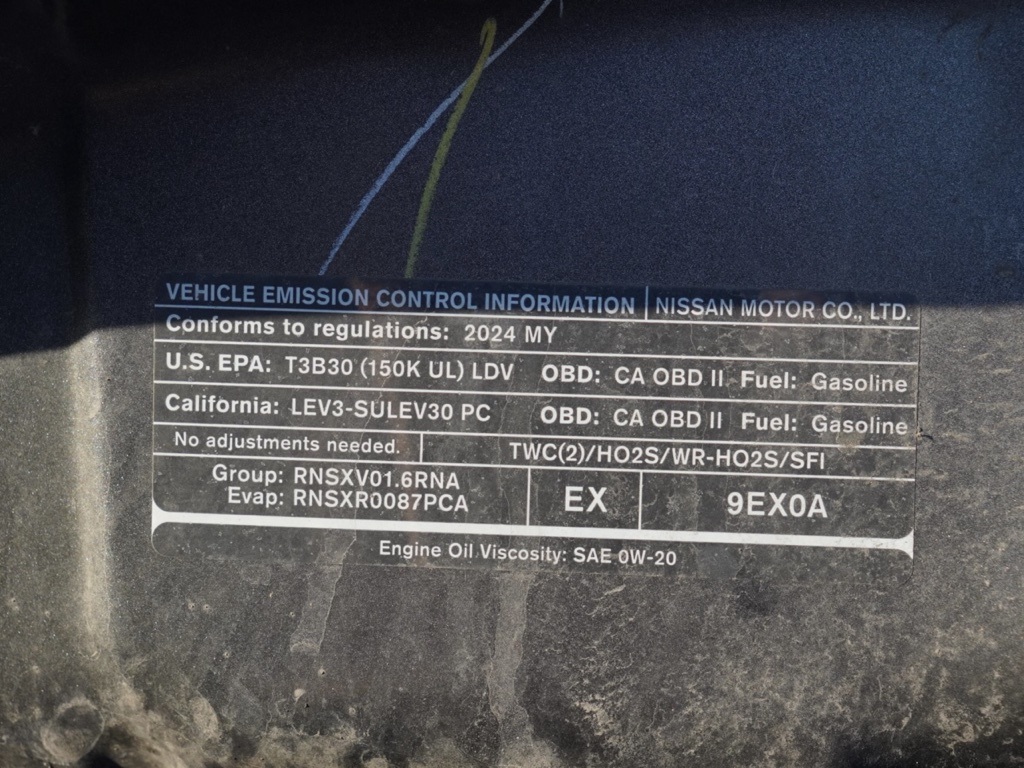 VEHICLE EMISSION CONTROL INFORMATION NISSAN MOTOR CO., LTD.
Conforms to regulations: 2024 MY
U.S. EPA: T3B30 (150K UL) LDV OBD: CA OBD II Fuel: Gasoline
California: LEV3-SULEV30 PC OBD: CA OBD II Fuel: Gasoline
No adjustments needed. TWC(2)/HO2S/WR-HO2S/SFI
Group: RNSXV01.6RNA
Evap: RNSXR0087PCA
EX 9EX0A
Engine Oil Viscosity: SAE 0W-20